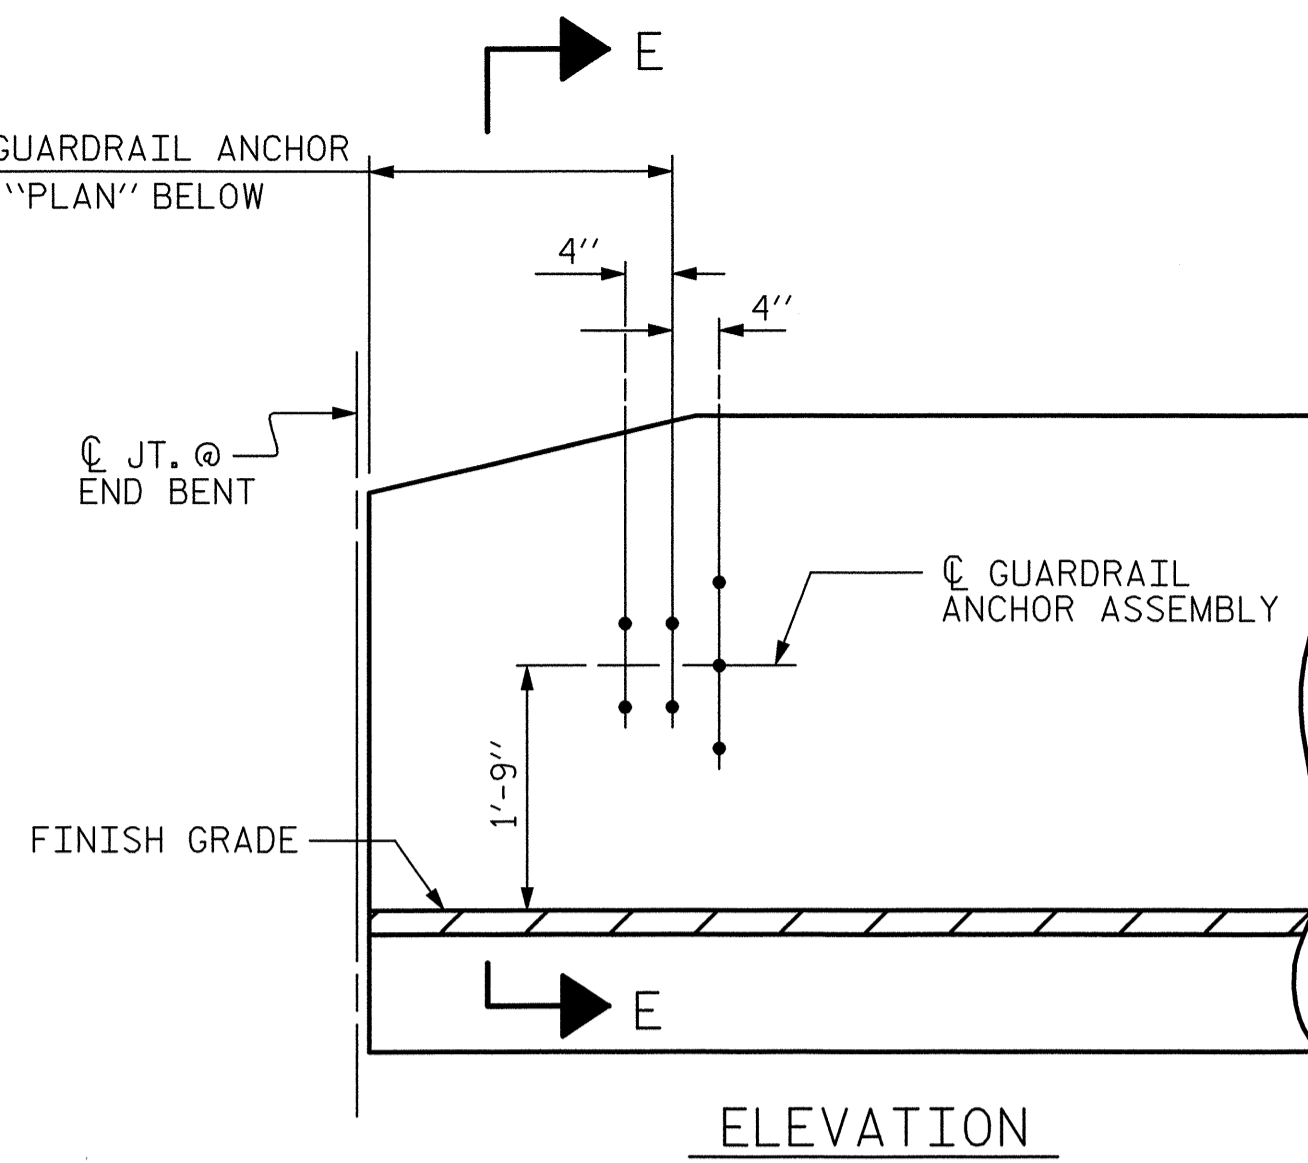 E
GUARDRAIL ANCHOR
"PLAN" BELOW
4"
4"
℄ JT. @
END BENT
℄ GUARDRAIL
ANCHOR ASSEMBLY
1'-9"
FINISH GRADE
E
ELEVATION